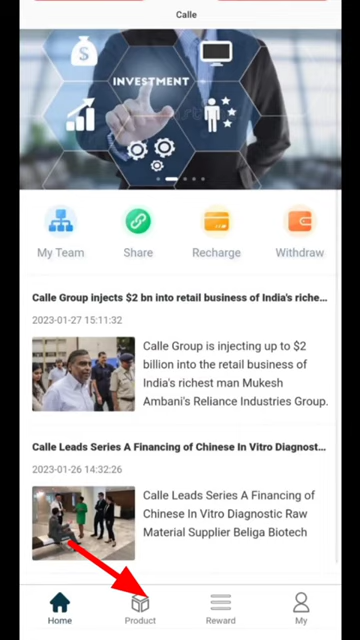 Calle
INVESTMENT
My Team
Share
Recharge
Withdraw
Calle Group injects $2 bn into retail business of India's riche...
2023-01-27 15:11:32
Calle Group is injecting up to $2
billion into the retail business of
India's richest man Mukesh
Ambani's Reliance Industries Group.
Calle Leads Series A Financing of Chinese In Vitro Diagnost...
2023-01-26 14:32:26
Calle Leads Series A Financing of
Chinese In Vitro Diagnostic Raw
Material Supplier Beliga Biotech
Home
Product
Reward
My